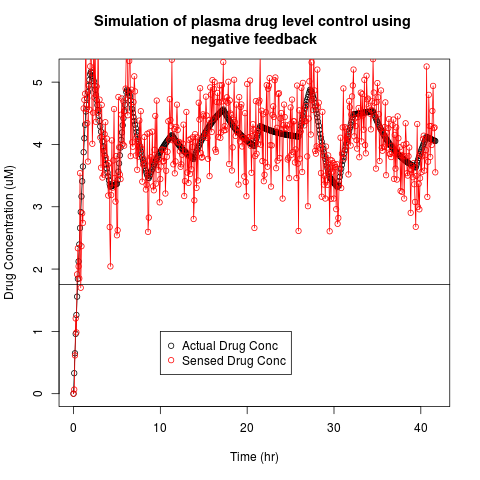 Simulation of plasma drug level control using
negative feedback
Drug Concentration (uM)
5
4
3
2
1
0
Actual Drug Conc
Sensed Drug Conc
0 10 20 30 40
Time (hr)